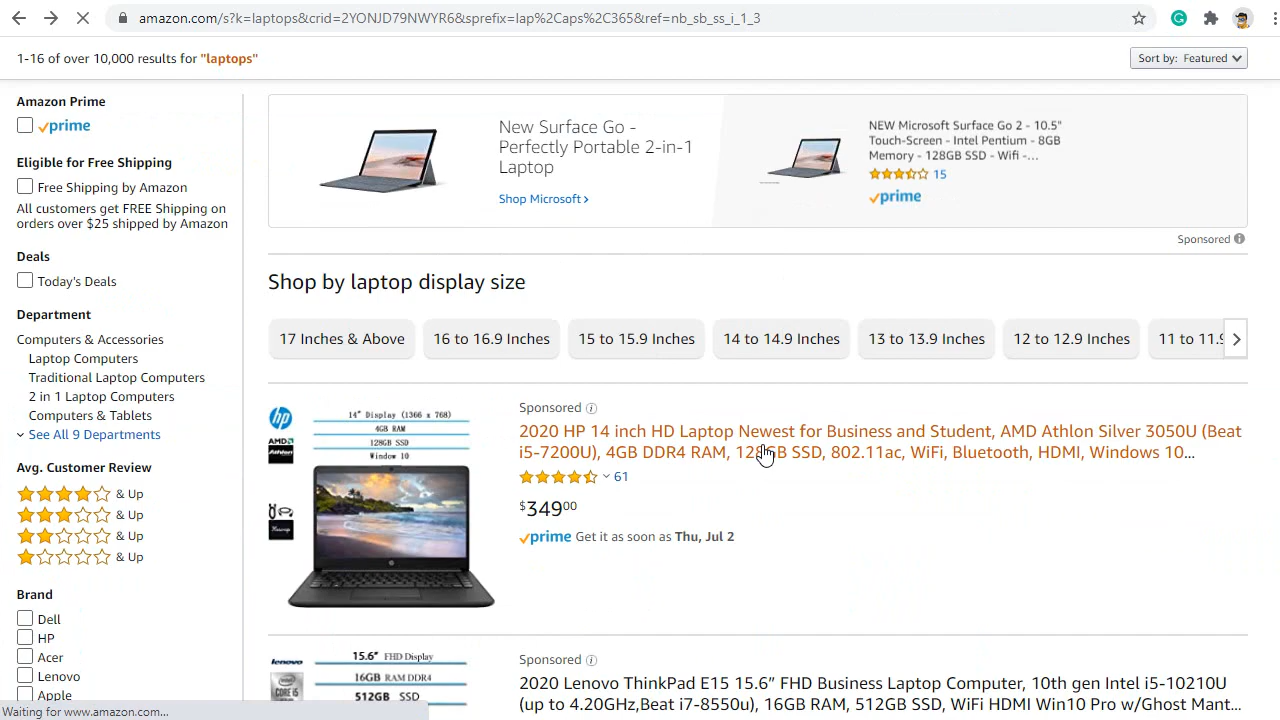 amazon.com/s?k=laptops&crid=2YONJD79NWYR6&sprefix=lap%2Caps%2C365&ref=nb_sb_ss_i_1_3
1-16 of over 10,000 results for "laptops"
Sort by: Featured
Amazon Prime
prime
Eligible for Free Shipping
Free Shipping by Amazon
All customers get FREE Shipping on
orders over $25 shipped by Amazon
Deals
Today's Deals
Department
Computers & Accessories
Laptop Computers
Traditional Laptop Computers
2 in 1 Laptop Computers
Computers & Tablets
See All 9 Departments
Avg. Customer Review
& Up
& Up
& Up
& Up
Brand
Dell
HP
Acer
Lenovo
Apple
Waiting for www.amazon.com...
New Surface Go -
Perfectly Portable 2-in-1
Laptop
Shop Microsoft
NEW Microsoft Surface Go 2 - 10.5"
Touch-Screen - Intel Pentium - 8GB
Memory - 128GB SSD - Wifi -...
15
prime
Sponsored
Shop by laptop display size
17 Inches & Above
16 to 16.9 Inches
15 to 15.9 Inches
14 to 14.9 Inches
13 to 13.9 Inches
12 to 12.9 Inches
11 to 11.9
hp
AMD
Athlon
14" Display (1366 x 768)
4GB RAM
128GB SSD
Window 10
Sponsored
2020 HP 14 inch HD Laptop Newest for Business and Student, AMD Athlon Silver 3050U (Beat
i5-7200U), 4GB DDR4 RAM, 128GB SSD, 802.11ac, WiFi, Bluetooth, HDMI, Windows 10...
61
$34900
prime Get it as soon as Thu, Jul 2
lenovo
intel
CORE i5
15.6" FHD Display
16GB RAM DDR4
512GB SSD
Sponsored
2020 Lenovo ThinkPad E15 15.6" FHD Business Laptop Computer, 10th gen Intel i5-10210U
(up to 4.20GHz,Beat i7-8550u), 16GB RAM, 512GB SSD, WiFi HDMI Win10 Pro w/Ghost Mant...